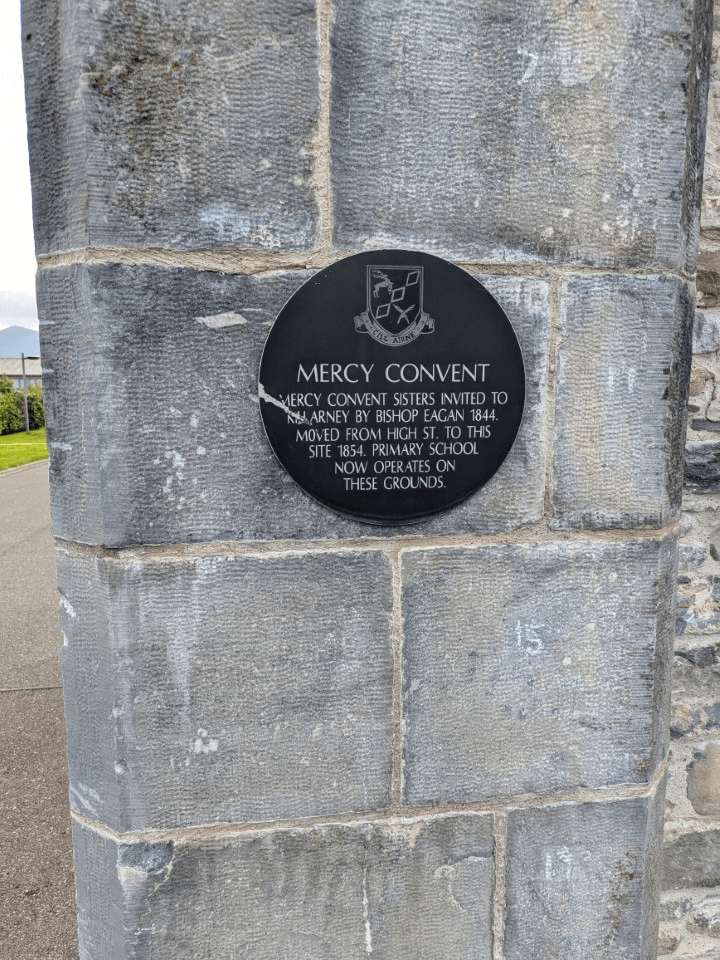 CILL AIRNE
MERCY CONVENT
MERCY CONVENT SISTERS INVITED TO
KILLARNEY BY BISHOP EAGAN 1844.
MOVED FROM HIGH ST. TO THIS
SITE 1854. PRIMARY SCHOOL
NOW OPERATES ON
THESE GROUNDS.
15